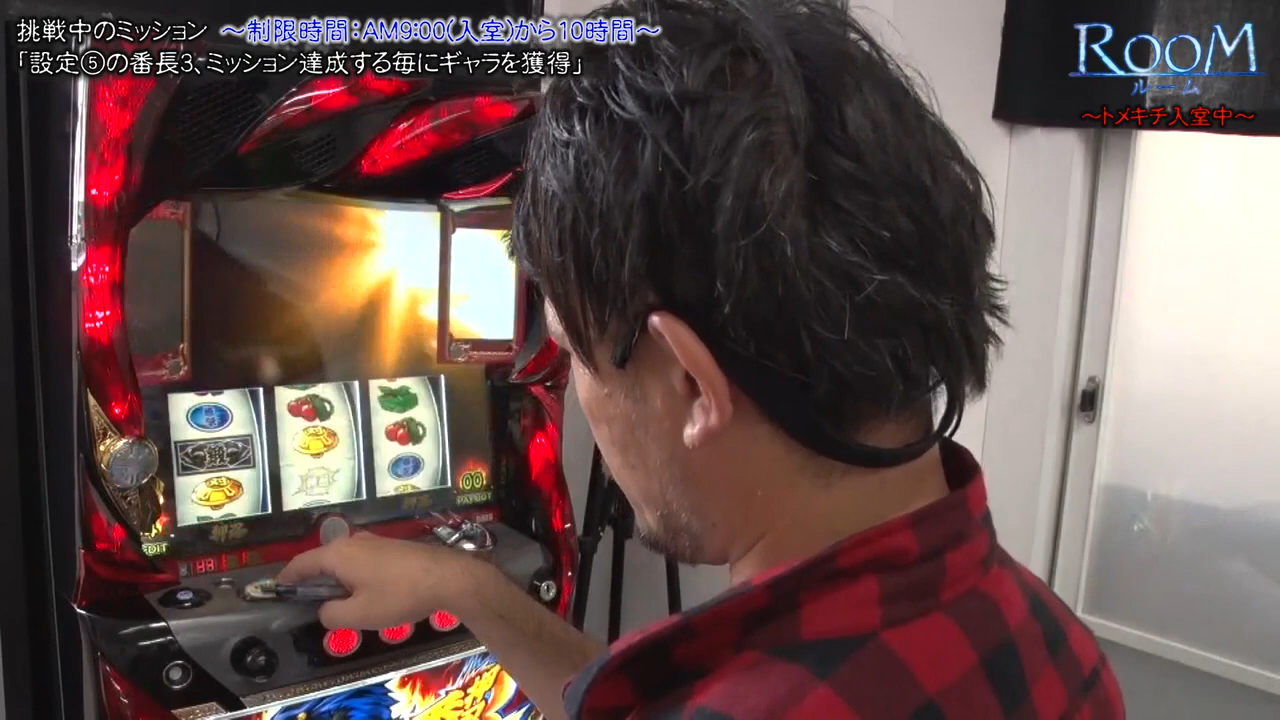 挑戦中のミッション ～制限時間：AM9:00(入室)から10時間～
「設定⑤の番長3、ミッション達成する毎にギャラを獲得」
ROOM
ルーム
～トメキチ入室中～
00
PAYOUT